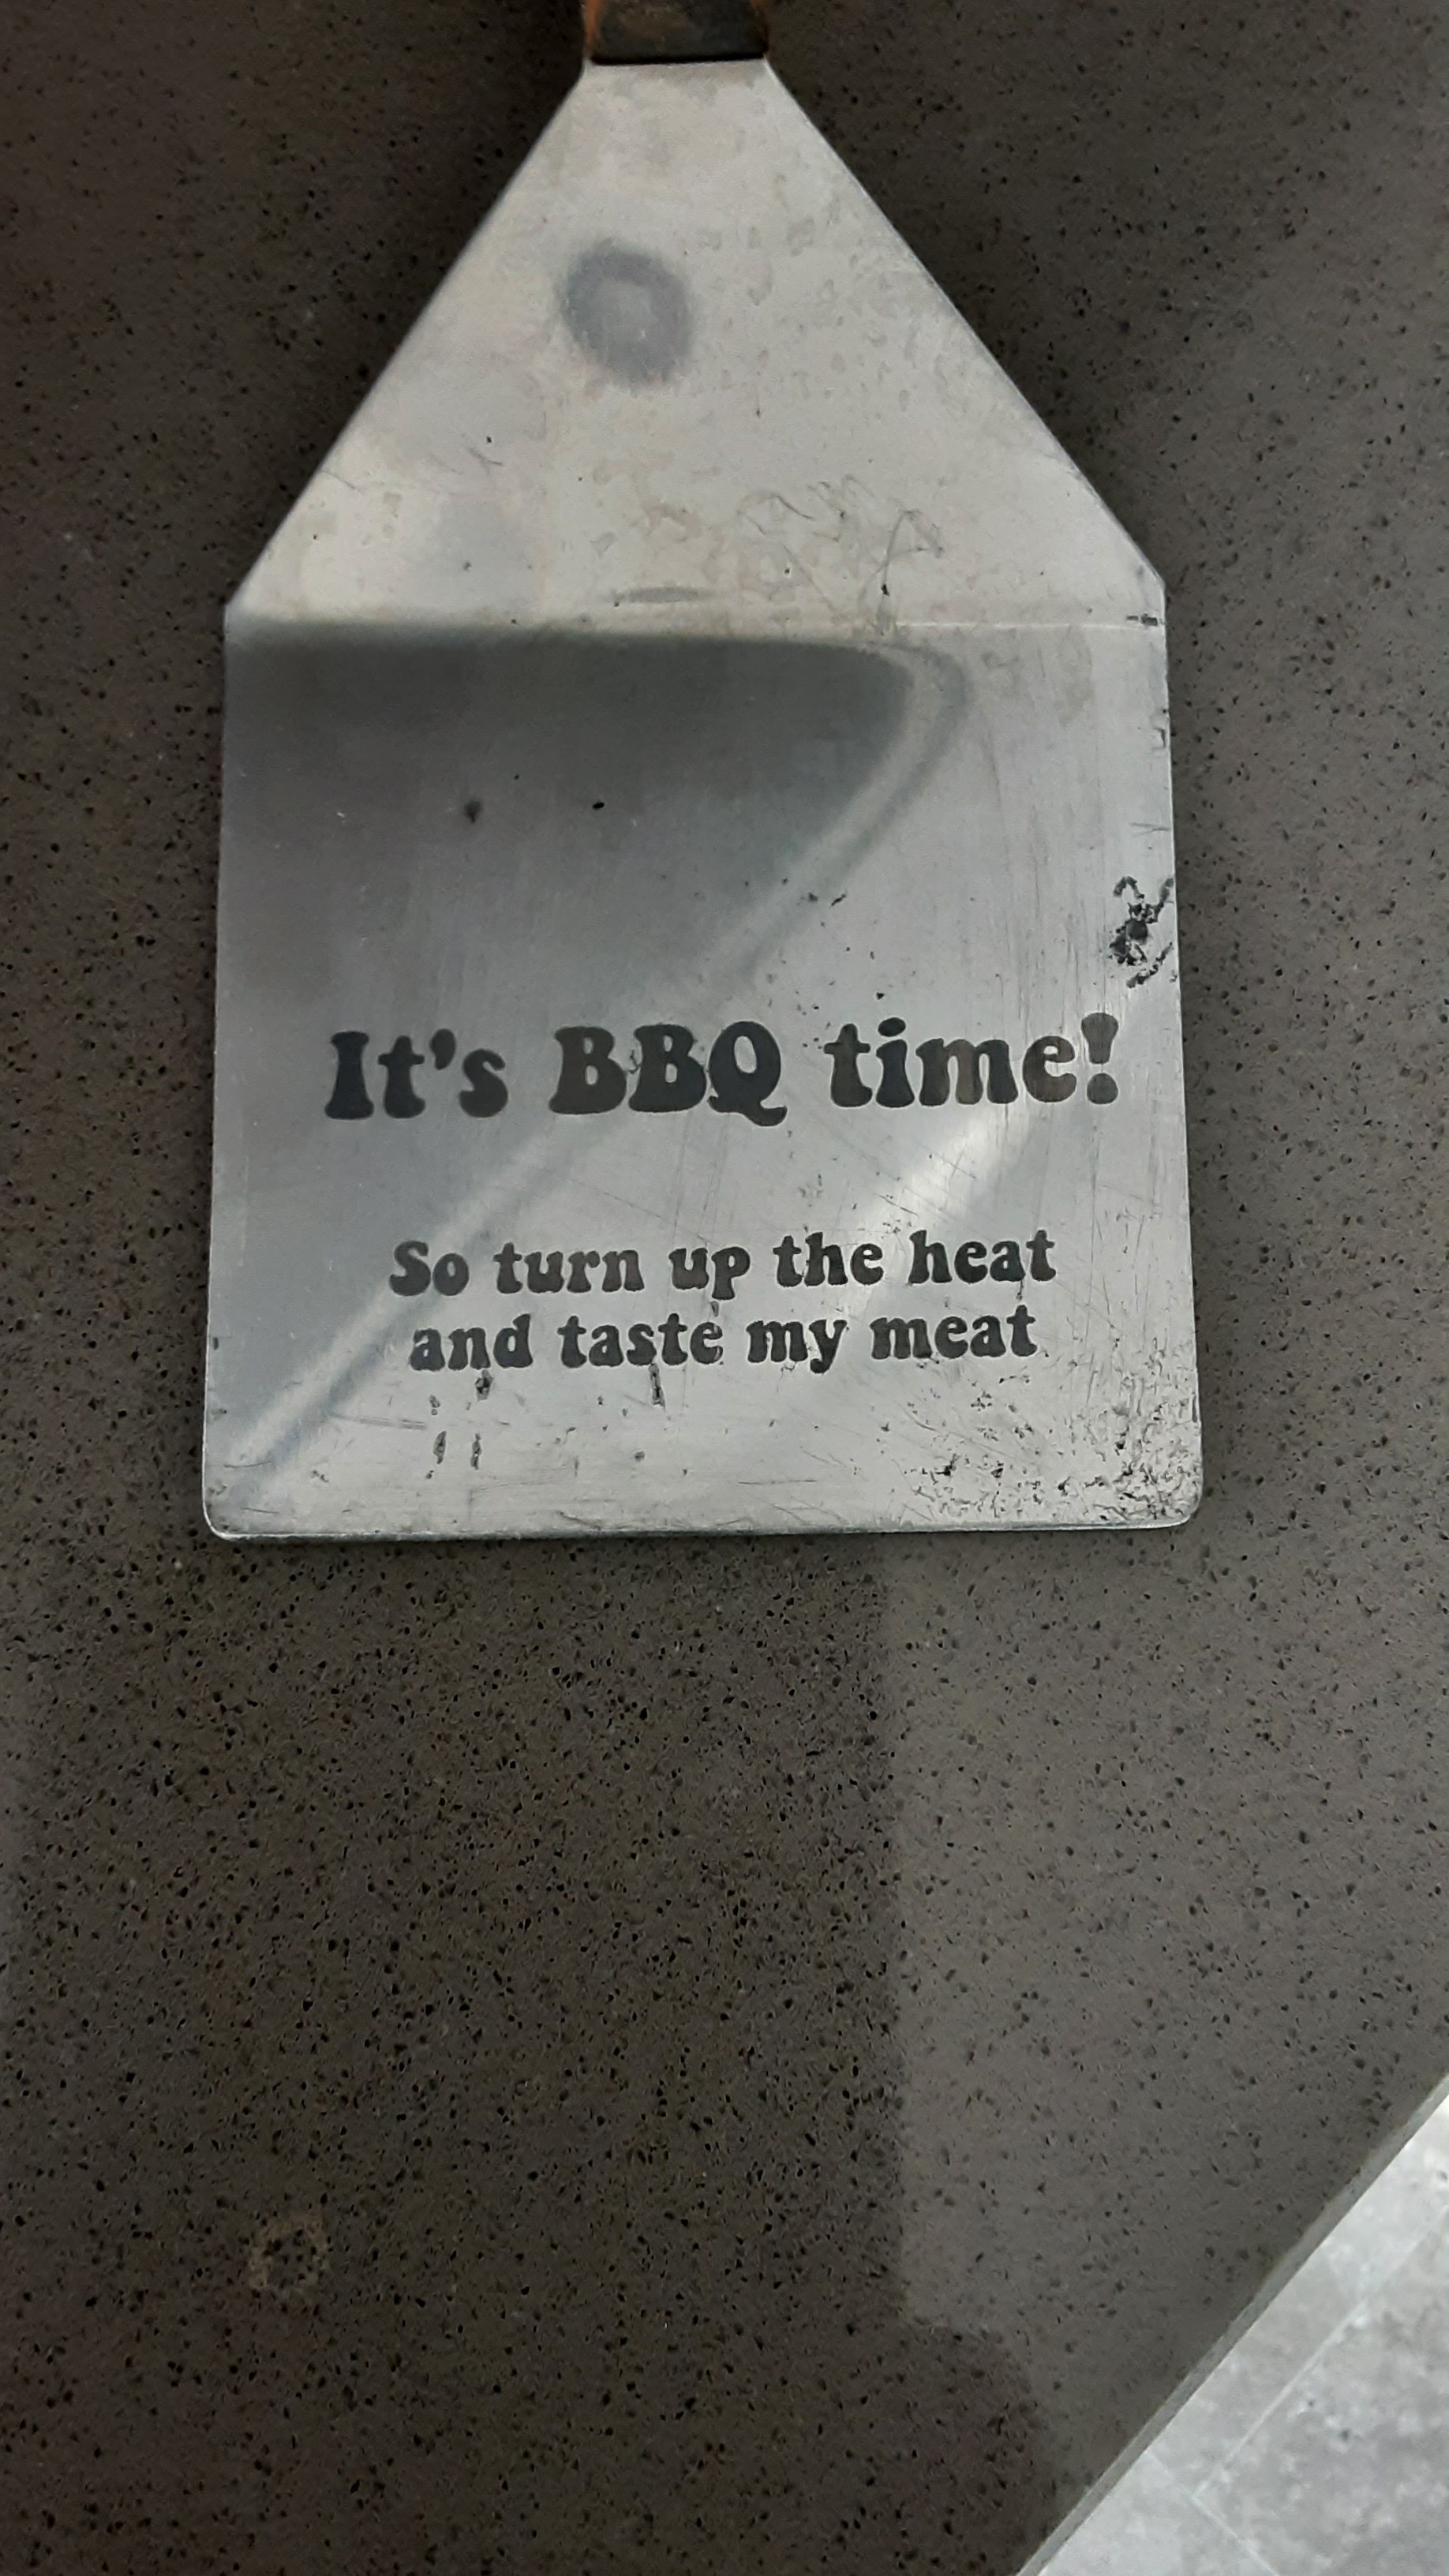 It's BBQ time!
So turn up the heat
and taste my meat